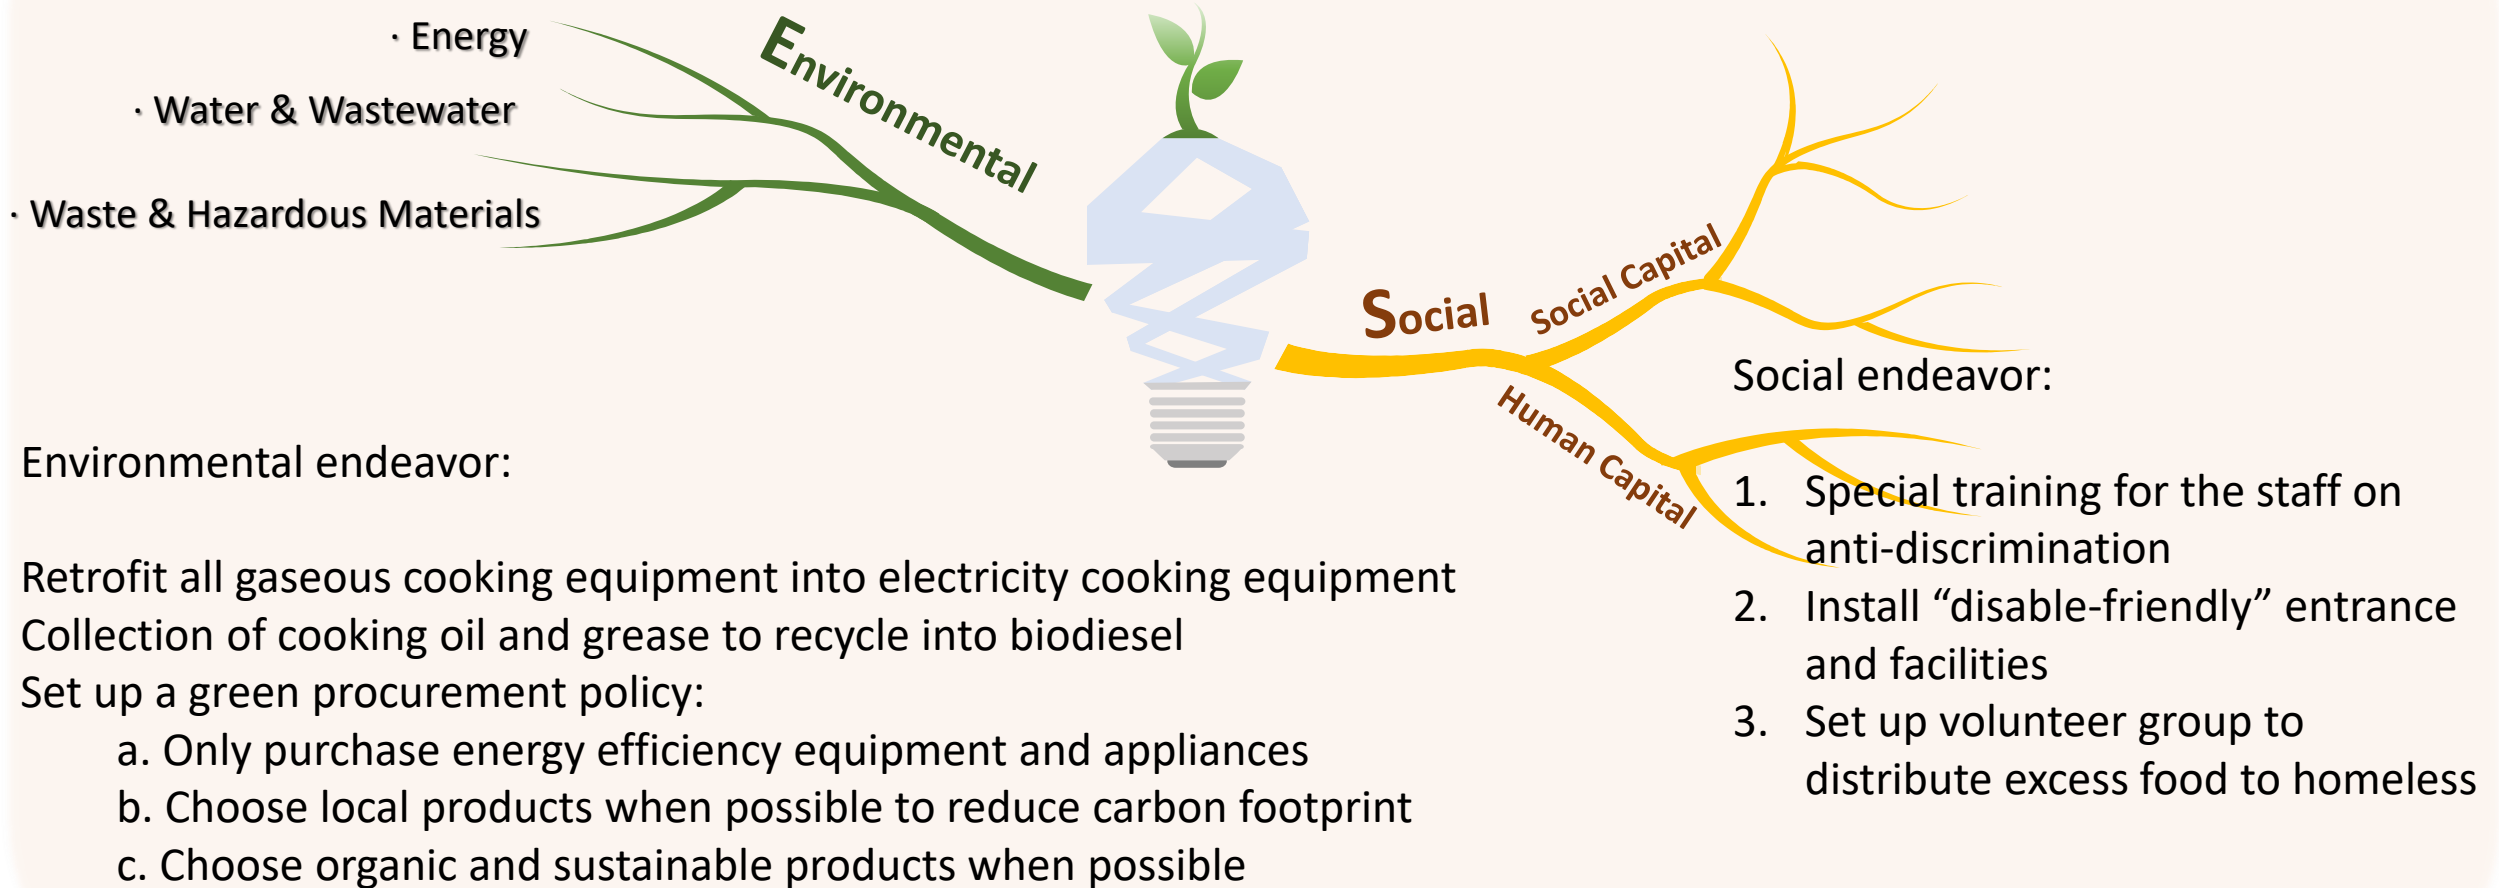 · Energy
· Water & Wastewater
· Waste & Hazardous Materials
Environmental
Social
Social Capital
Human Capital
Environmental endeavor:
Retrofit all gaseous cooking equipment into electricity cooking equipment
Collection of cooking oil and grease to recycle into biodiesel
Set up a green procurement policy:
a. Only purchase energy efficiency equipment and appliances
b. Choose local products when possible to reduce carbon footprint
c. Choose organic and sustainable products when possible
Social endeavor:
1. Special training for the staff on
anti-discrimination
2. Install “disable-friendly” entrance
and facilities
3. Set up volunteer group to
distribute excess food to homeless